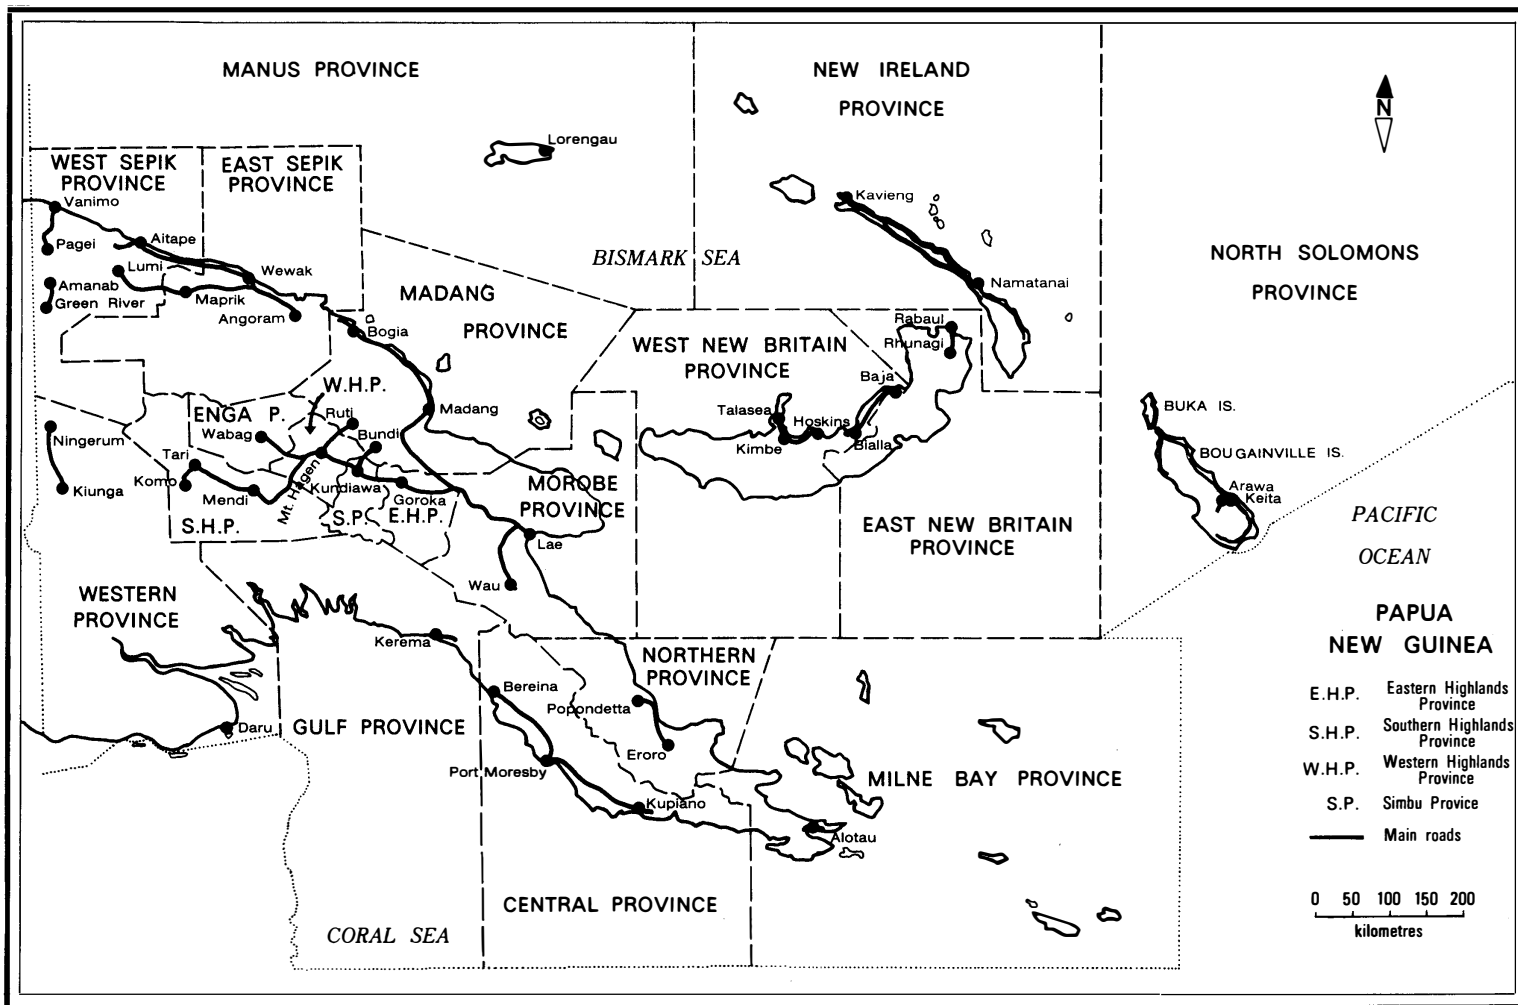 MANUS PROVINCE
NEW IRELAND
PROVINCE
N
Lorengau
WEST SEPIK
PROVINCE
EAST SEPIK
PROVINCE
Vanimo
Kavieng
Pagei
Aitape
BISMARK SEA
NORTH SOLOMONS
PROVINCE
Lumi
Wewak
Amanab
Green River
Maprik
Angoram
Namatanai
MADANG
PROVINCE
Bogia
Rabaul
Rhunagi
WEST NEW BRITAIN
PROVINCE
Baja
W.H.P.
ENGA P.
Ruti
Madang
Wabag
Bundi
Talasea
Hoskins
Kimbe
Bialla
BUKA IS.
BOUGAINVILLE IS.
Ningerum
Tari
Komo
Kiunga
Mendi
Mt. Hagen
Kundiawa
Goroka
MOROBE
PROVINCE
Arawa
Keita
S.H.P.
S.P.
E.H.P.
Lae
EAST NEW BRITAIN
PROVINCE
PACIFIC
OCEAN
Wau
WESTERN
PROVINCE
Kerema
NORTHERN
PROVINCE
Bereina
Popondetta
Daru
GULF PROVINCE
Eroro
Port Moresby
MILNE BAY PROVINCE
Kupiano
Alotau
CENTRAL PROVINCE
CORAL SEA
PAPUA
NEW GUINEA
E.H.P. Eastern Highlands
Province
S.H.P. Southern Highlands
Province
W.H.P. Western Highlands
Province
S.P. Simbu Provice
Main roads
0 50 100 150 200
kilometres